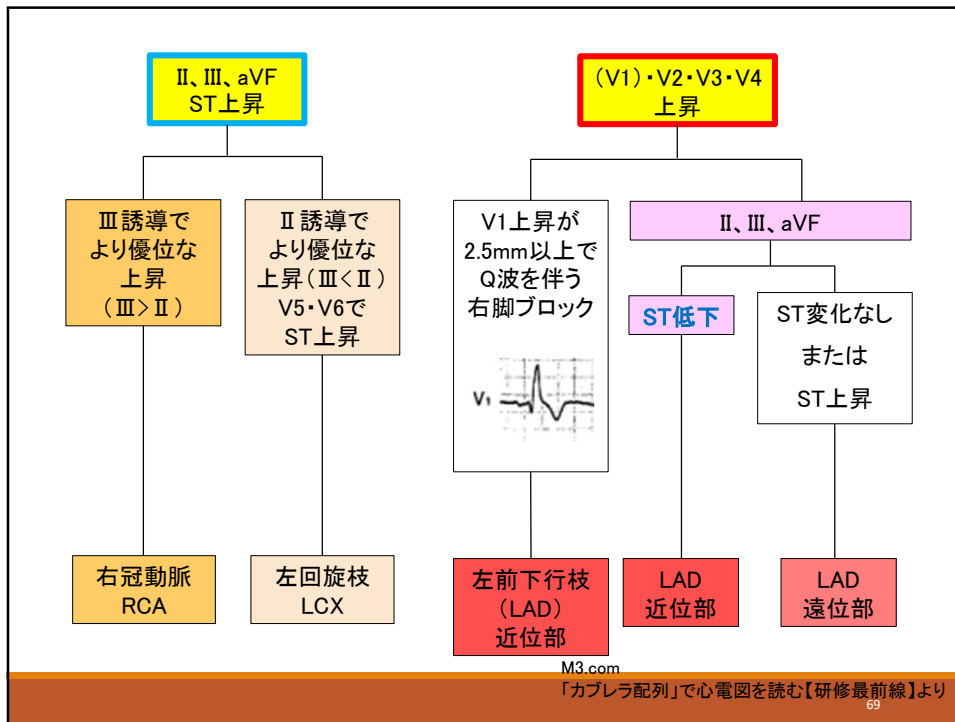 II、III、aVF
ST上昇
(V1)・V2・V3・V4
上昇
Ⅲ誘導で
より優位な
上昇
(Ⅲ>Ⅱ)
Ⅱ誘導で
より優位な
上昇(Ⅲ<Ⅱ)
V5・V6で
ST上昇
V1上昇が
2.5mm以上で
Q波を伴う
右脚ブロック
V1
II、III、aVF
ST低下
ST変化なし
または
ST上昇
右冠動脈
RCA
左回旋枝
LCX
左前下行枝
(LAD)
近位部
LAD
近位部
LAD
遠位部
M3.com
「カブレラ配列」で心電図を読む【研修最前線】より
69